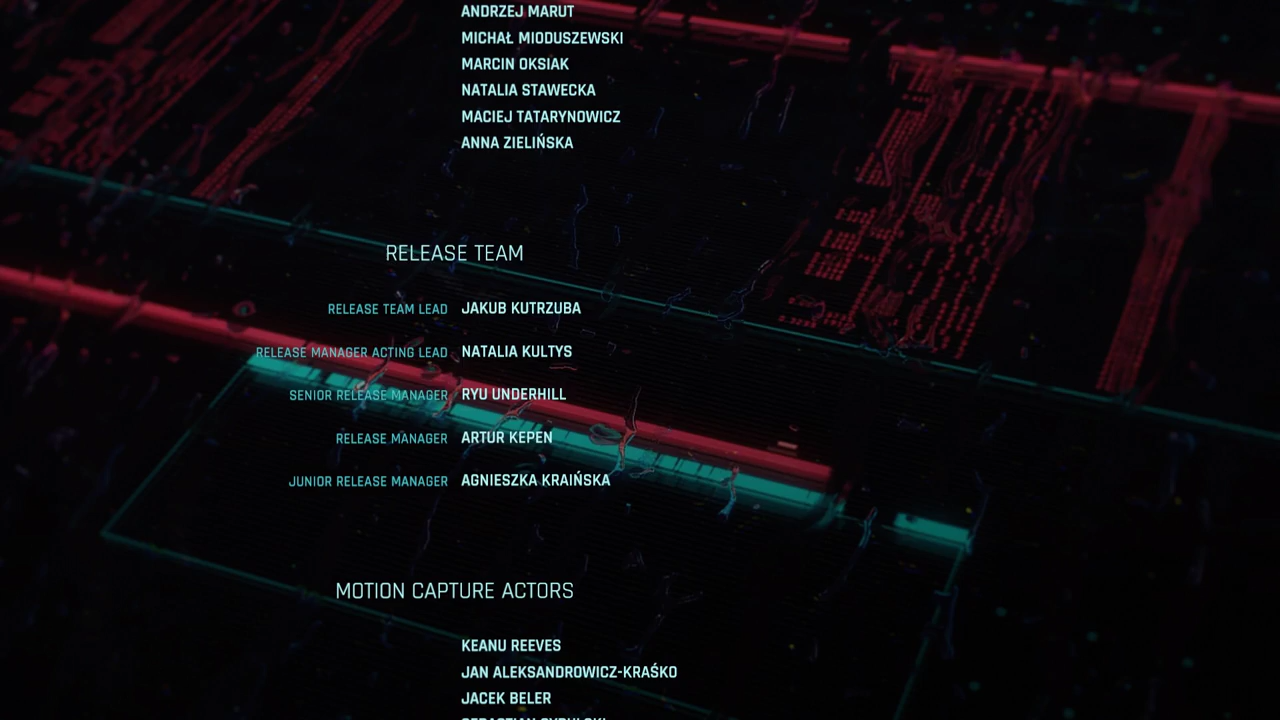 ANDRZEJ MARUT
MICHAŁ MIODUSZEWSKI
MARCIN OKSIAK
NATALIA STAWECKA
MACIEJ TATARYNOWICZ
ANNA ZIELIŃSKA
RELEASE TEAM
RELEASE TEAM LEAD JAKUB KUTRZUBA
RELEASE MANAGER ACTING LEAD NATALIA KULTYS
SENIOR RELEASE MANAGER RYU UNDERHILL
RELEASE MANAGER ARTUR KEPEN
JUNIOR RELEASE MANAGER AGNIESZKA KRAIŃSKA
MOTION CAPTURE ACTORS
KEANU REEVES
JAN ALEKSANDROWICZ-KRAŚKO
JACEK BELER